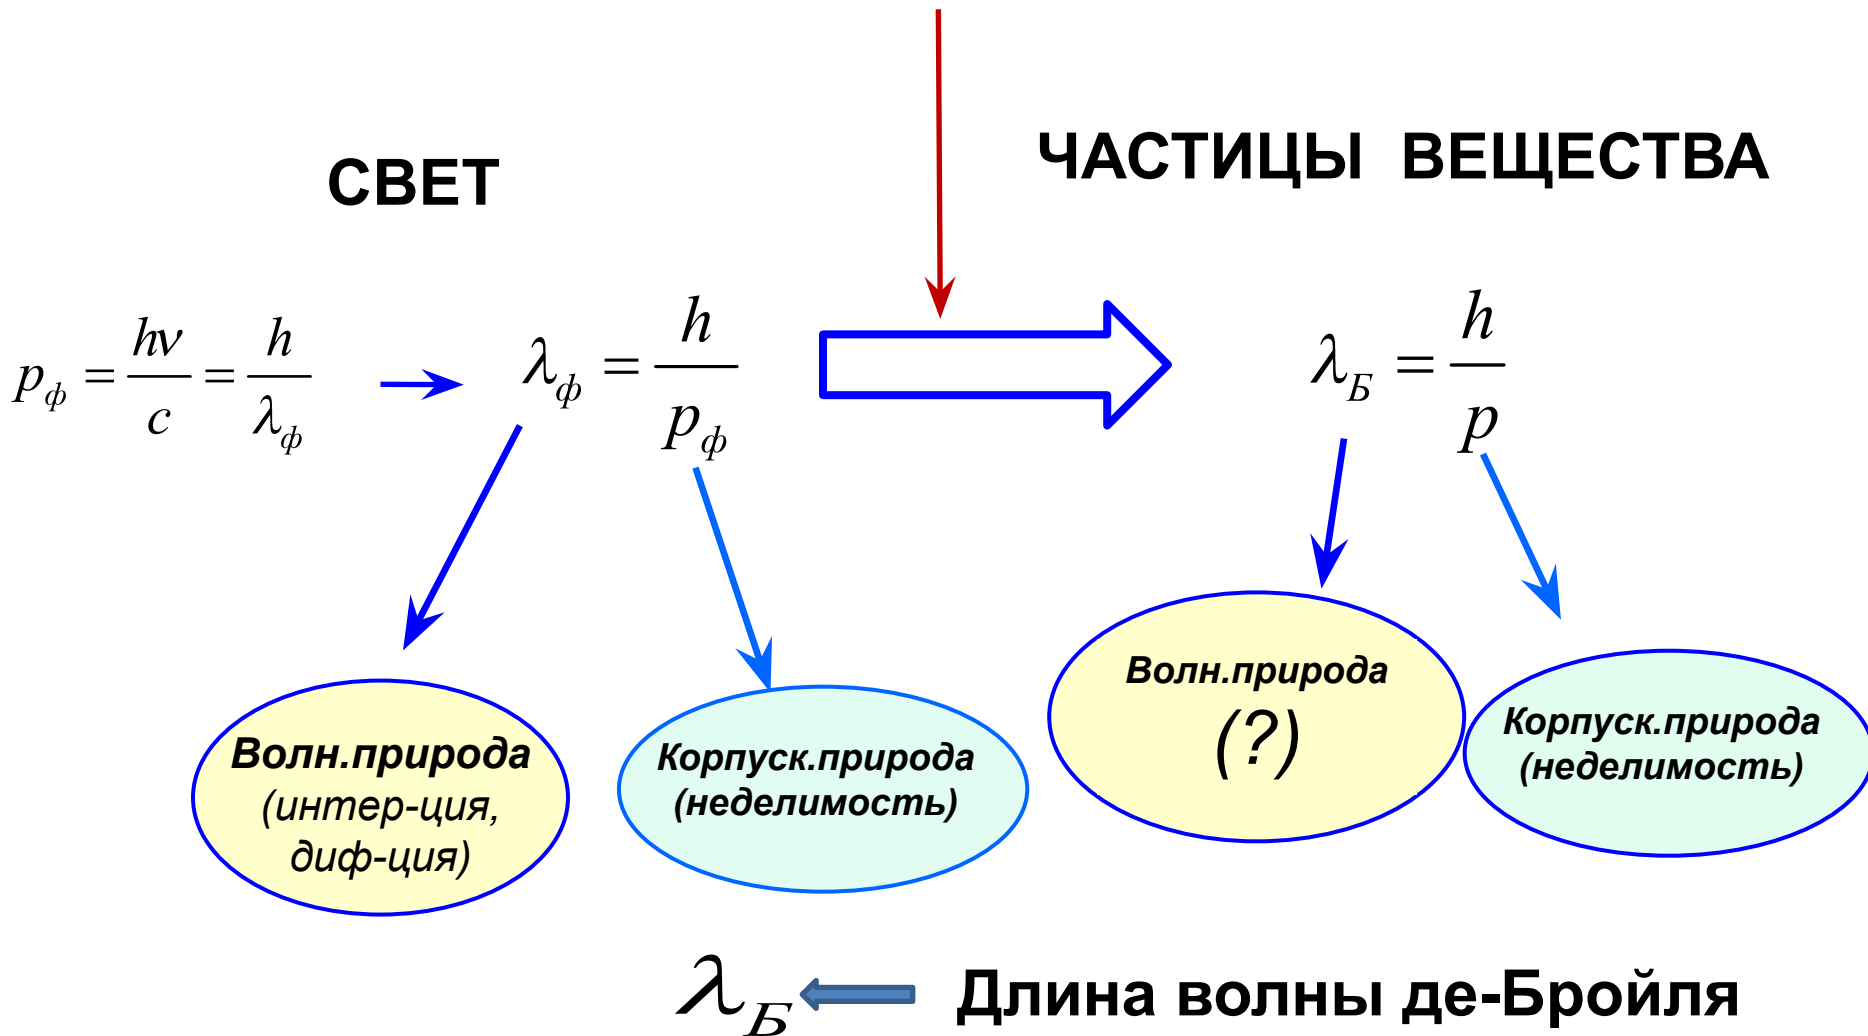 СВЕТ
ЧАСТИЦЫ ВЕЩЕСТВА
p_ф = hν/c = h/λ_ф
λ_ф = h/p_ф
λ_Б = h/p
Волн.природа
(интер-ция,
диф-ция)
Корпуск.природа
(неделимость)
Волн.природа
(?)
Корпуск.природа
(неделимость)
λ_Б
Длина волны де-Бройля